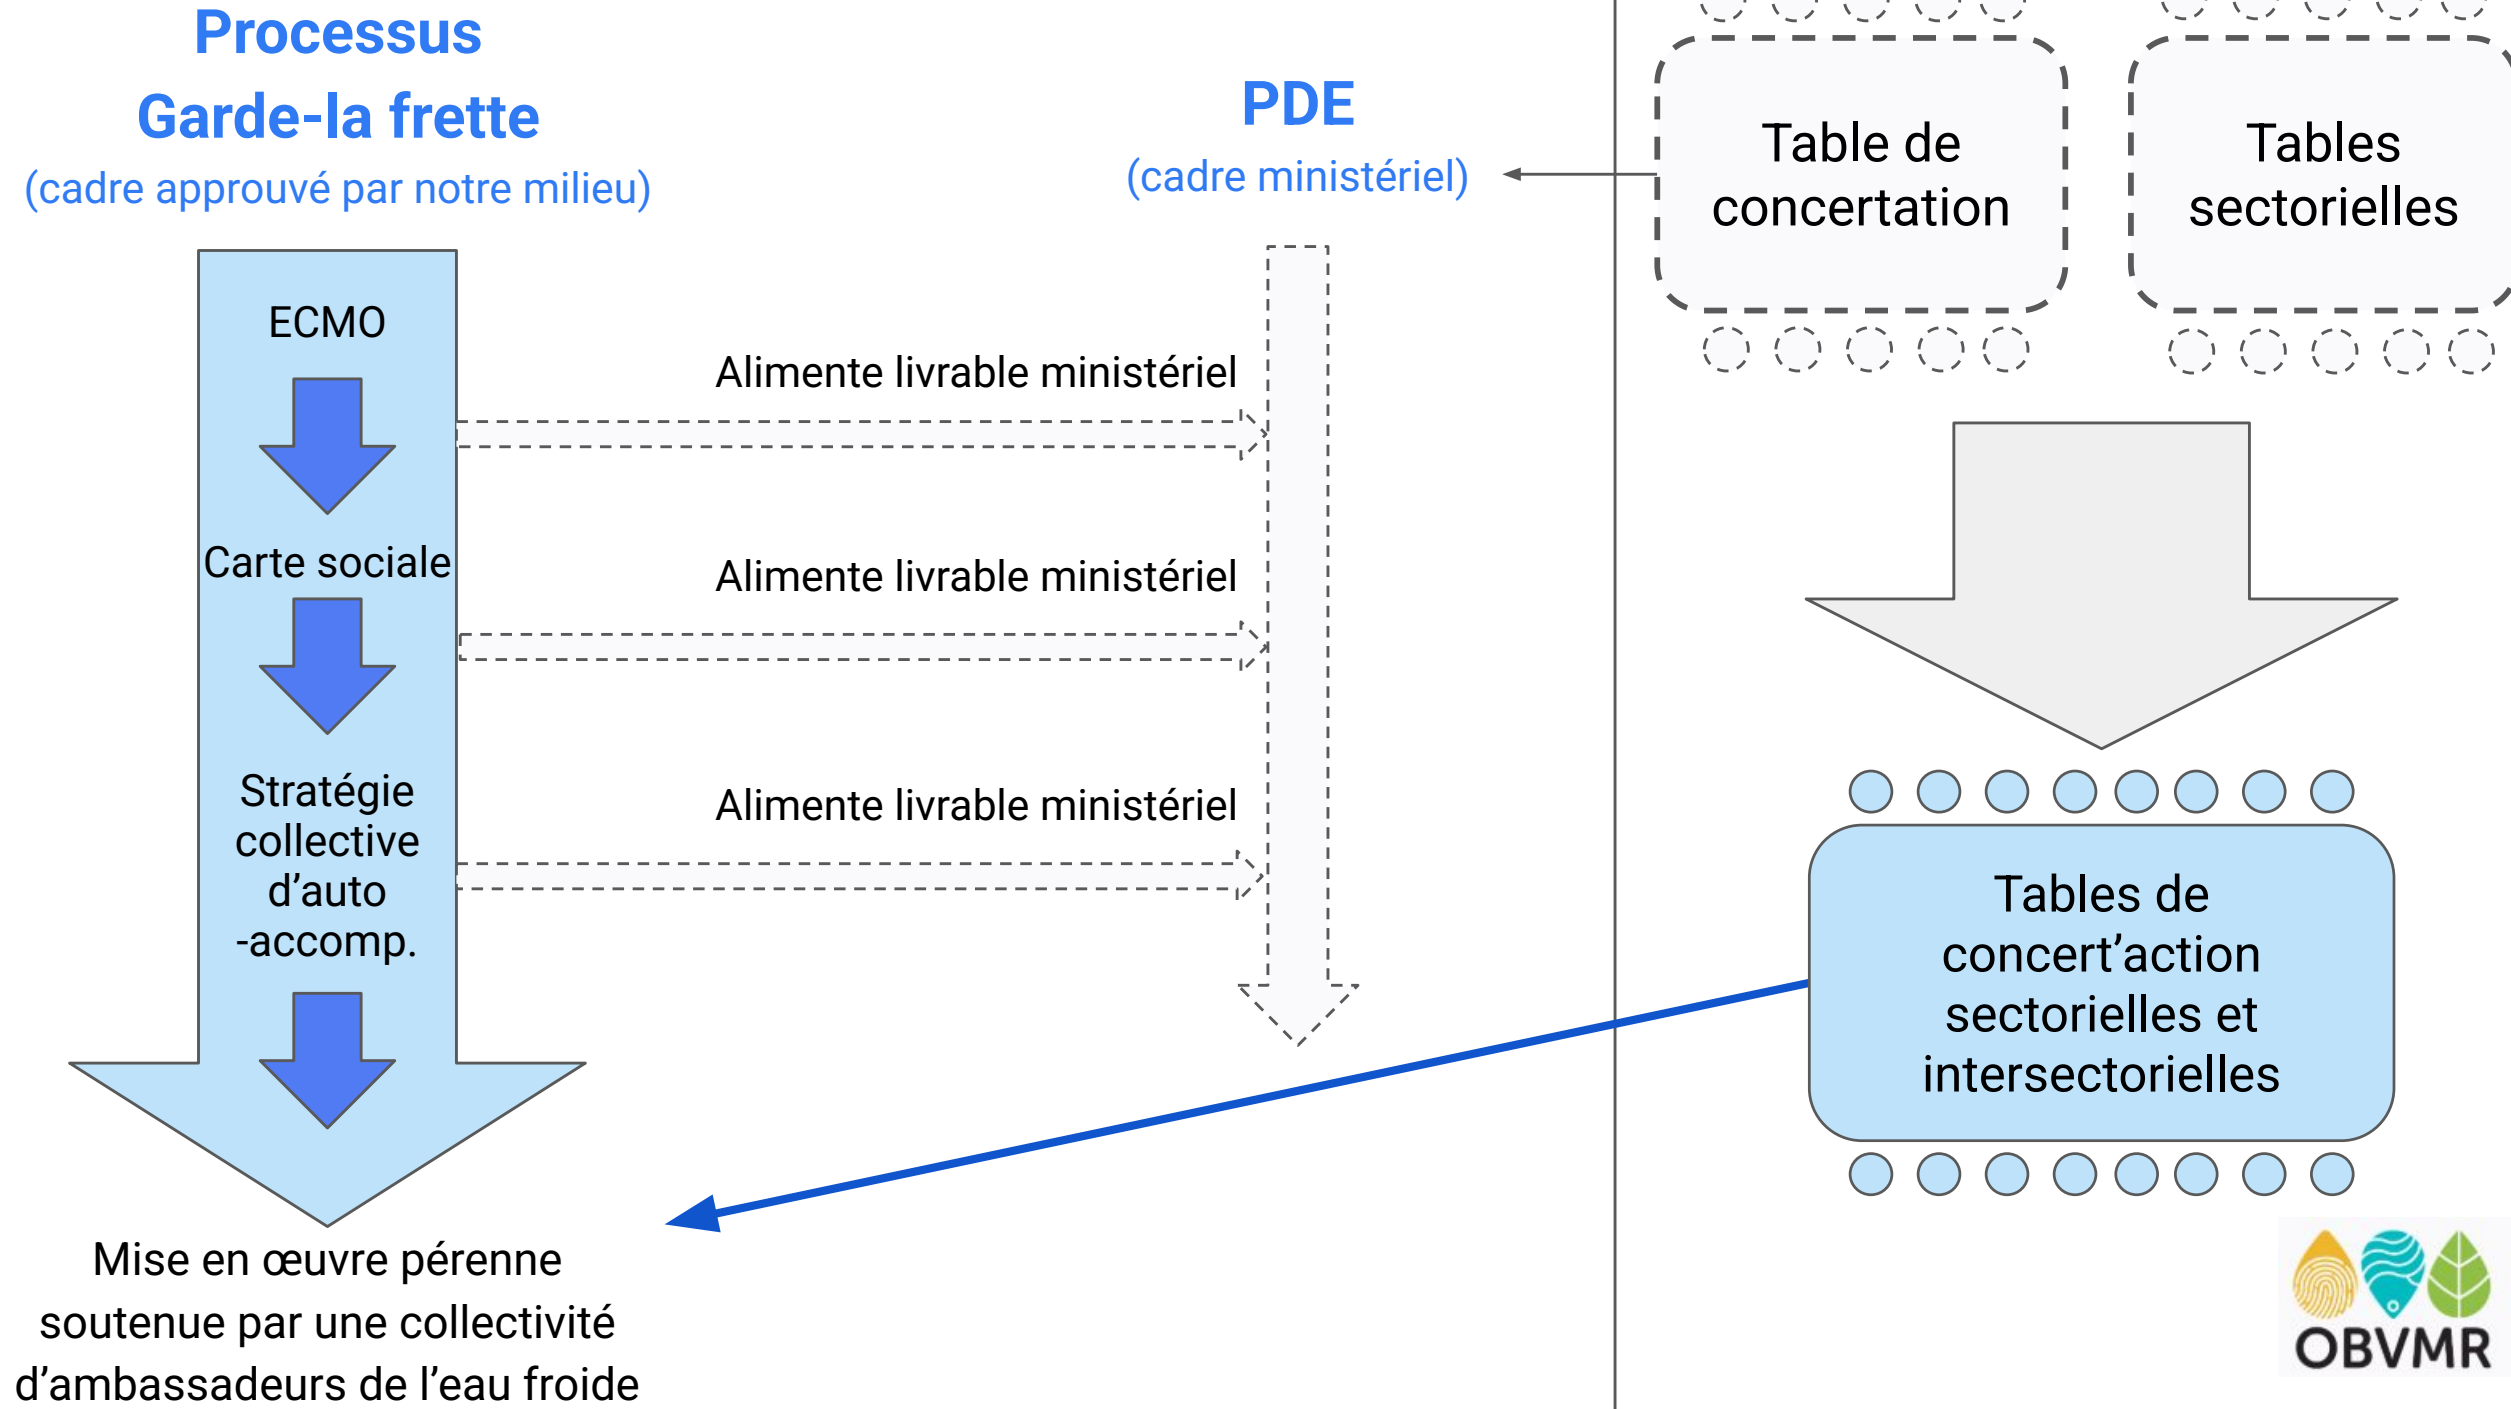 Processus
Garde-la frette
(cadre approuvé par notre milieu)
ECMO
Carte sociale
Stratégie
collective
d’auto
-accomp.
Mise en œuvre pérenne
soutenue par une collectivité
d’ambassadeurs de l’eau froide
Alimente livrable ministériel
Alimente livrable ministériel
Alimente livrable ministériel
PDE
(cadre ministériel)
Table de
concertation
Tables
sectorielles
Tables de
concert’action
sectorielles et
intersectorielles
OBVMR